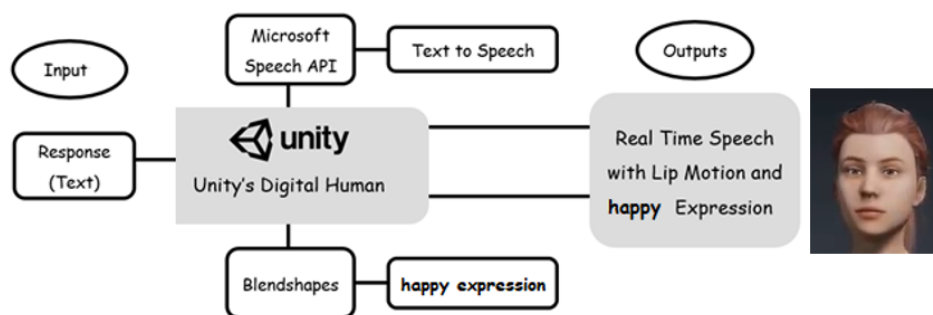 Input
Response
(Text)
Microsoft
Speech API
Text to Speech
unity
Unity's Digital Human
Blendshapes
happy expression
Outputs
Real Time Speech
with Lip Motion and
happy Expression